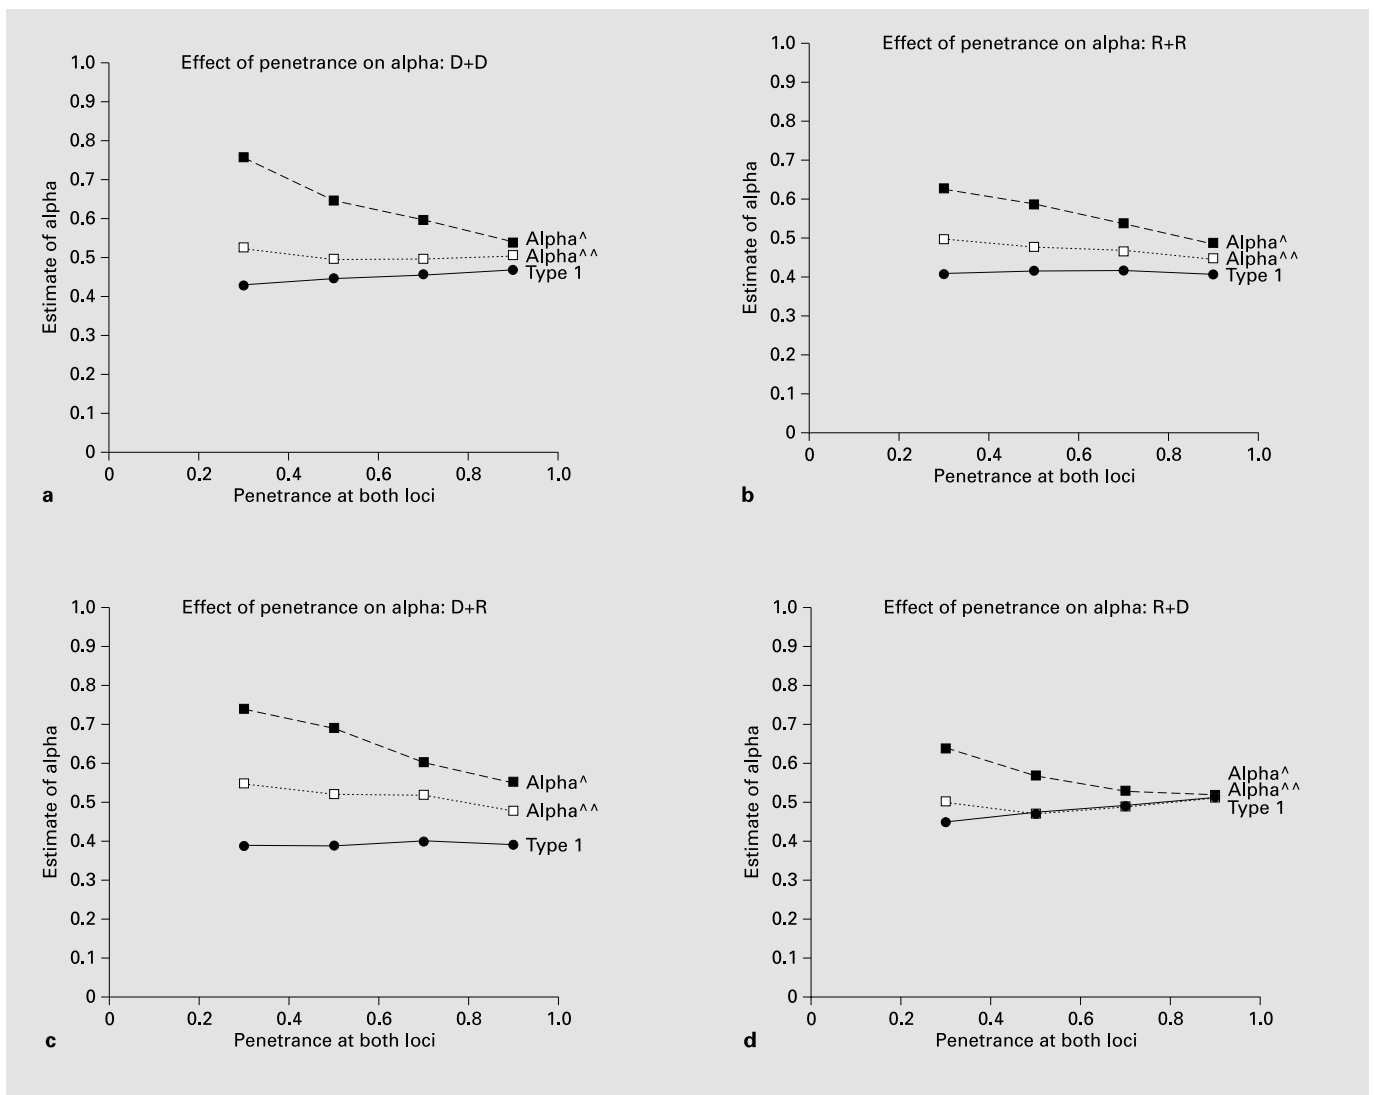 Effect of penetrance on alpha: D+D
1.0
0.9
0.8
0.7
0.6
0.5
0.4
0.3
0.2
0.1
0
Estimate of alpha
Alpha^
Alpha^^
Type 1
0 0.2 0.4 0.6 0.8 1.0
Penetrance at both loci
a
Effect of penetrance on alpha: R+R
1.0
0.9
0.8
0.7
0.6
0.5
0.4
0.3
0.2
0.1
0
Estimate of alpha
Alpha^
Alpha^^
Type 1
0 0.2 0.4 0.6 0.8 1.0
Penetrance at both loci
b
Effect of penetrance on alpha: D+R
1.0
0.9
0.8
0.7
0.6
0.5
0.4
0.3
0.2
0.1
0
Estimate of alpha
Alpha^
Alpha^^
Type 1
0 0.2 0.4 0.6 0.8 1.0
Penetrance at both loci
c
Effect of penetrance on alpha: R+D
1.0
0.9
0.8
0.7
0.6
0.5
0.4
0.3
0.2
0.1
0
Estimate of alpha
Alpha^
Alpha^^
Type 1
0 0.2 0.4 0.6 0.8 1.0
Penetrance at both loci
d